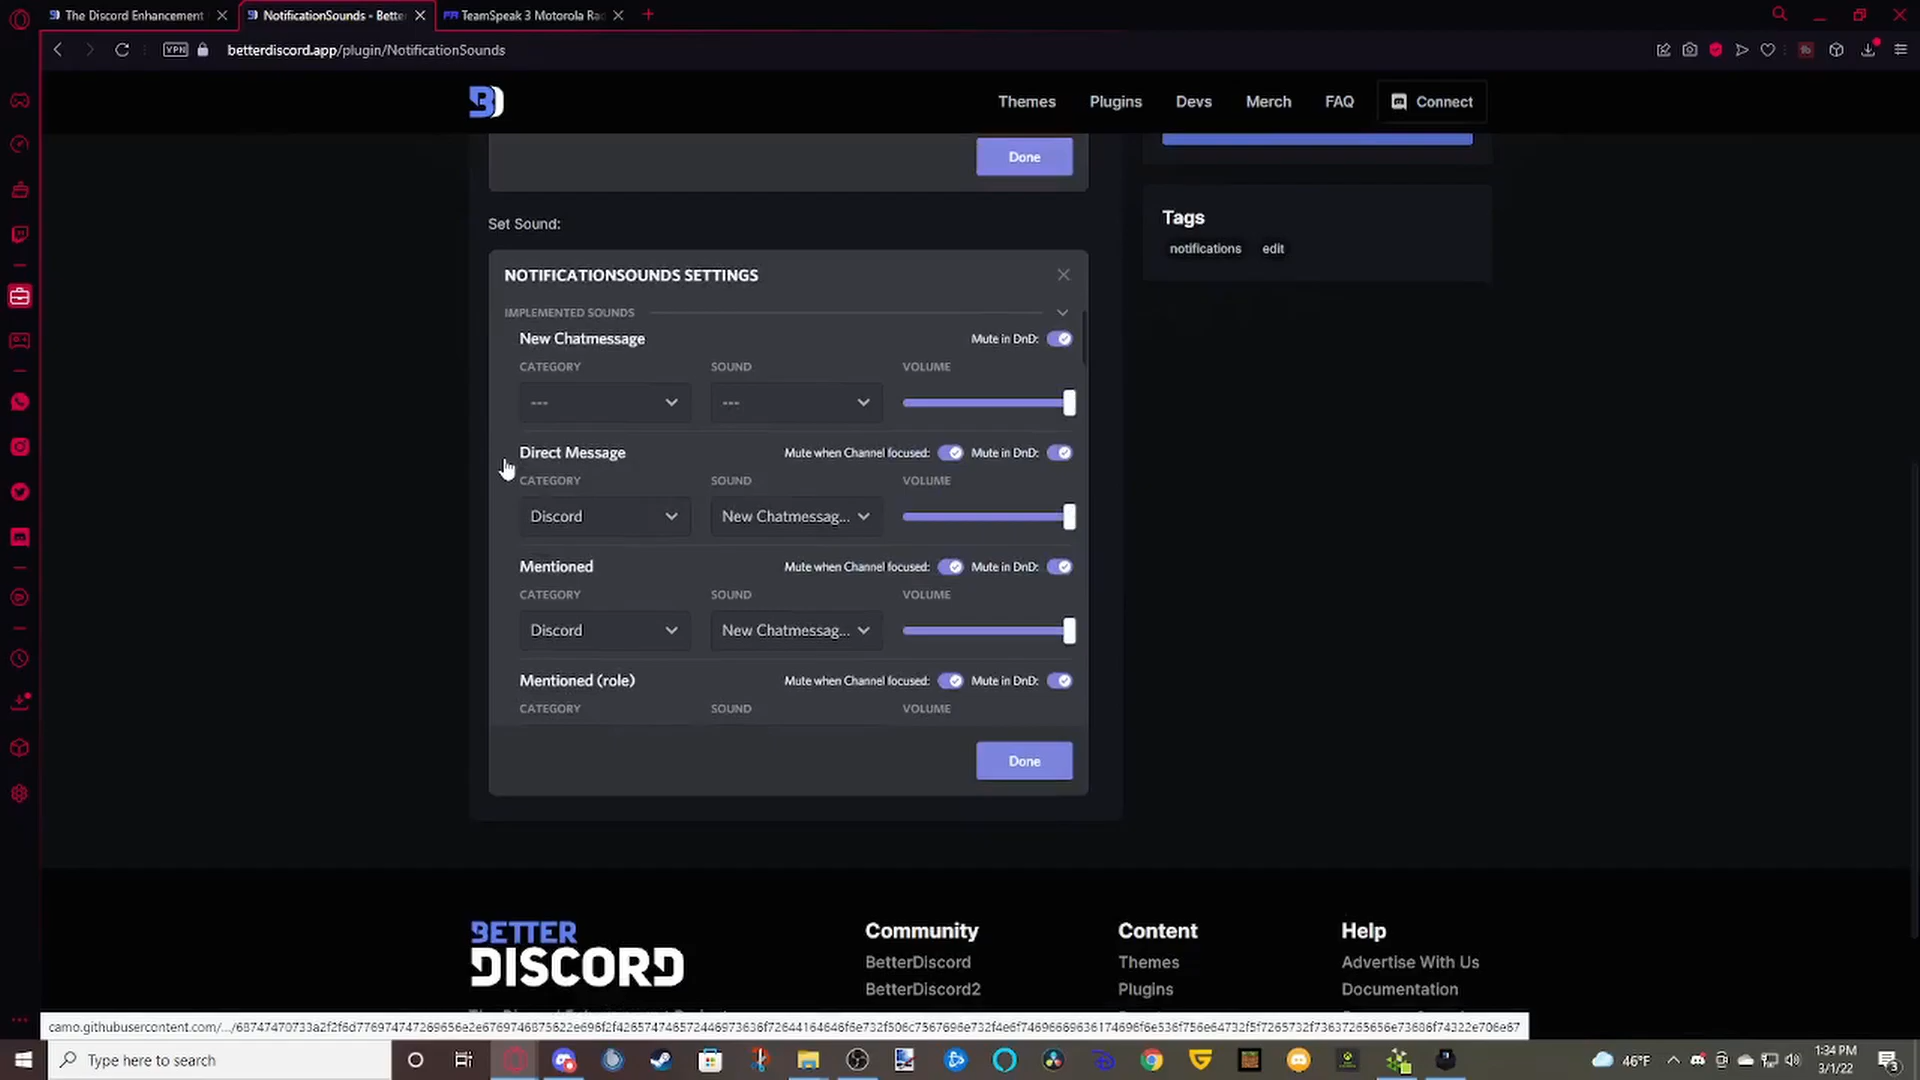 The Discord Enhancement
NotificationSounds - Bette
TeamSpeak 3 Motorola Rad
VPN
betterdiscord.app/plugin/NotificationSounds
Themes
Plugins
Devs
Merch
FAQ
Connect
Done
Set Sound:
Tags
notifications edit
NOTIFICATIONSOUNDS SETTINGS
IMPLEMENTED SOUNDS
New Chatmessage
Mute in DnD:
CATEGORY SOUND VOLUME
--- ---
Direct Message
Mute when Channel focused: Mute in DnD:
CATEGORY SOUND VOLUME
Discord New Chatmessag...
Mentioned
Mute when Channel focused: Mute in DnD:
CATEGORY SOUND VOLUME
Discord New Chatmessag...
Mentioned (role)
Mute when Channel focused: Mute in DnD:
CATEGORY SOUND VOLUME
Done
BETTER
DISCORD
Community
BetterDiscord
BetterDiscord2
Content
Themes
Plugins
Help
Advertise With Us
Documentation
Type here to search
46°F
1:34 PM
3/1/22
3